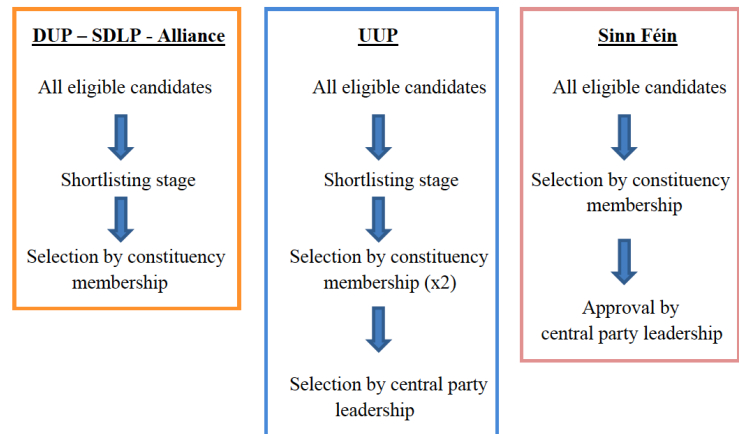 DUP – SDLP - Alliance
All eligible candidates
Shortlisting stage
Selection by constituency
membership
UUP
All eligible candidates
Shortlisting stage
Selection by constituency
membership (x2)
Selection by central party
leadership
Sinn Féin
All eligible candidates
Selection by constituency
membership
Approval by
central party leadership